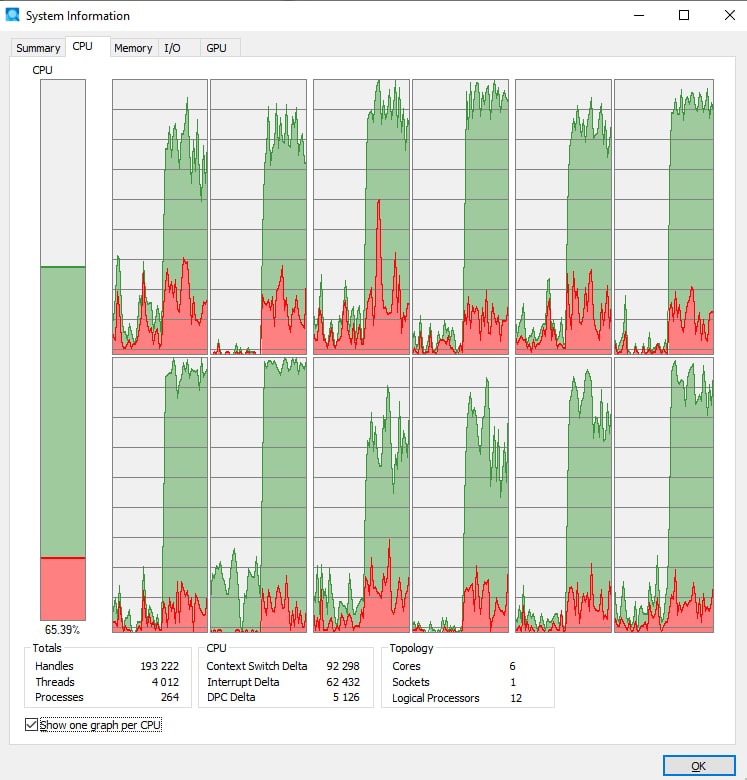 System Information
Summary CPU Memory I/O GPU
CPU
65.39%
Totals
Handles 193 222
Threads 4 012
Processes 264
CPU
Context Switch Delta 92 298
Interrupt Delta 62 432
DPC Delta 5 126
Topology
Cores 6
Sockets 1
Logical Processors 12
Show one graph per CPU
OK